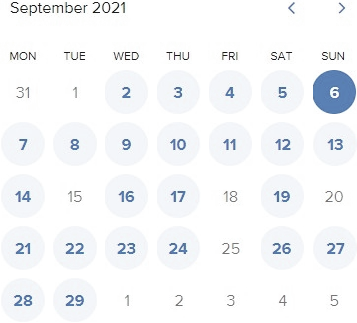 September 2021
MON TUE WED THU FRI SAT SUN
31 1 2 3 4 5 6
7 8 9 10 11 12 13
14 15 16 17 18 19 20
21 22 23 24 25 26 27
28 29 1 2 3 4 5